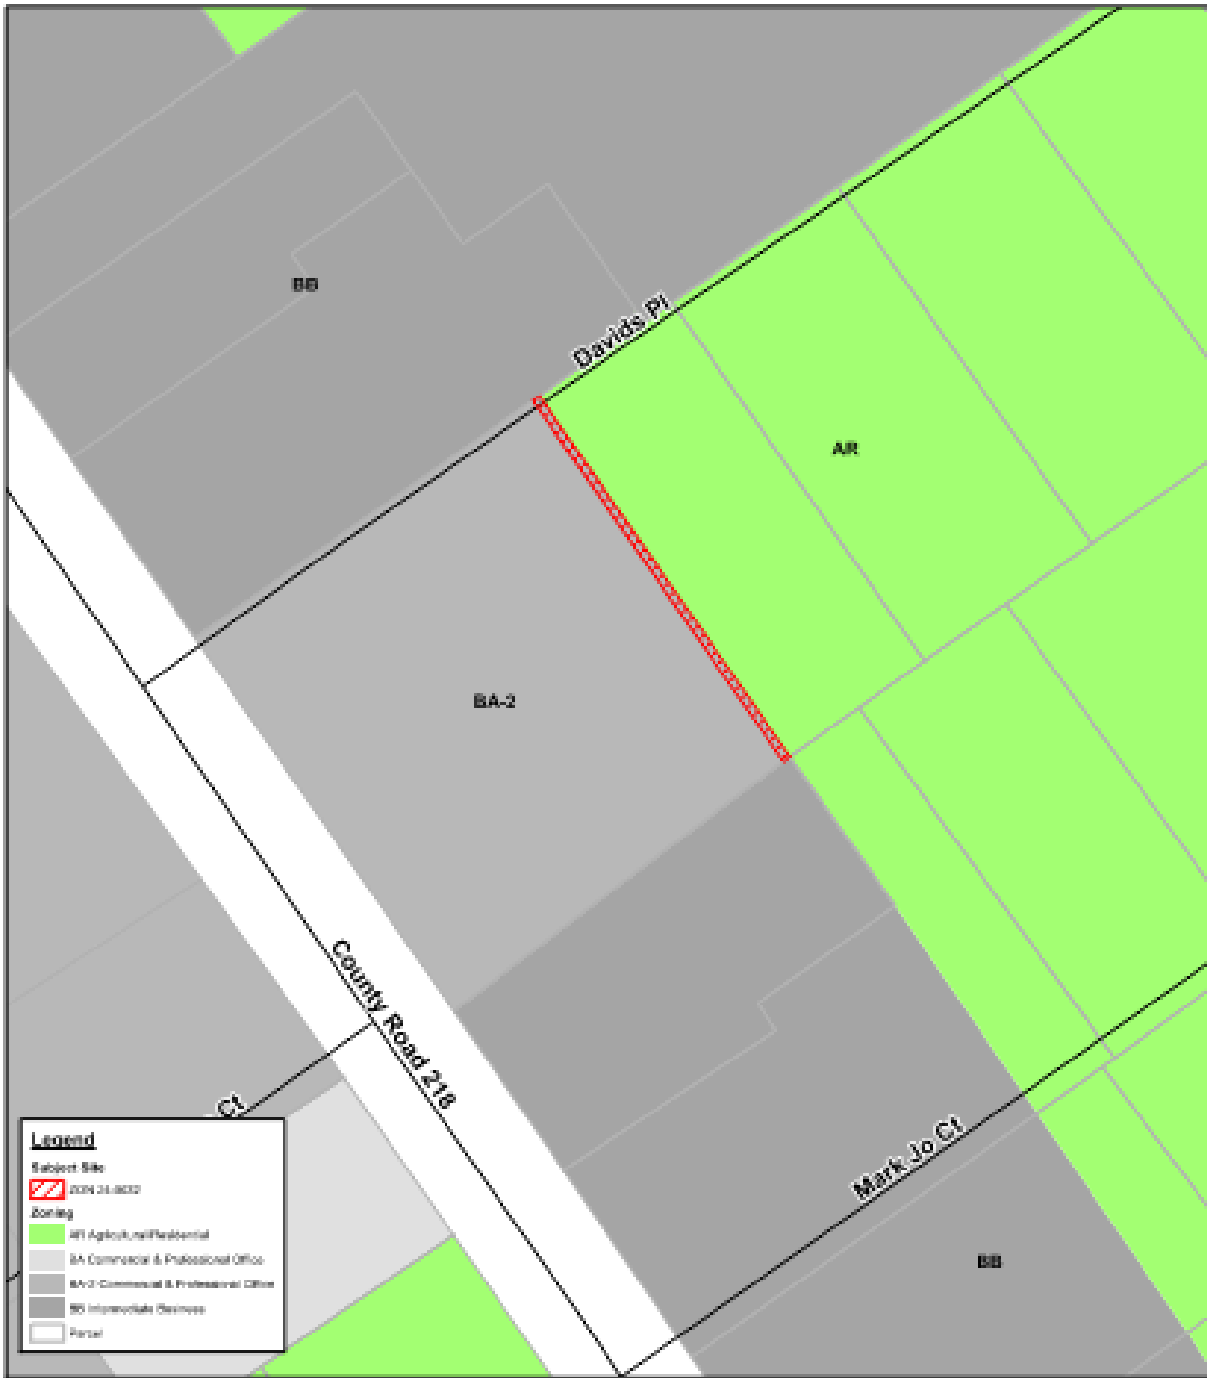 BB
Davids Pl
AR
BA-2
County Road 218
Ct
Mark Jo Ct
BB
Legend
Subject Site
Zoning
AR Agricultural/Residential
BA Commercial & Professional Office
BA-2 Commercial & Professional Office
BB Intermediate Business
Parcel